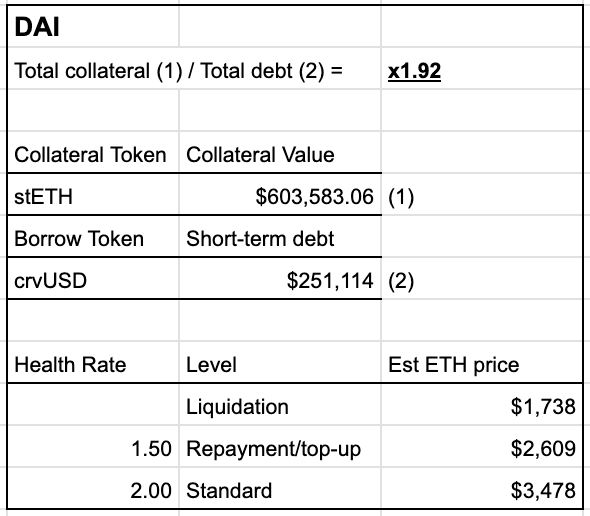 DAI
Total collateral (1) / Total debt (2) = x1.92
Collateral Token Collateral Value
stETH $603,583.06 (1)
Borrow Token Short-term debt
crvUSD $251,114 (2)
Health Rate Level Est ETH price
Liquidation $1,738
1.50 Repayment/top-up $2,609
2.00 Standard $3,478